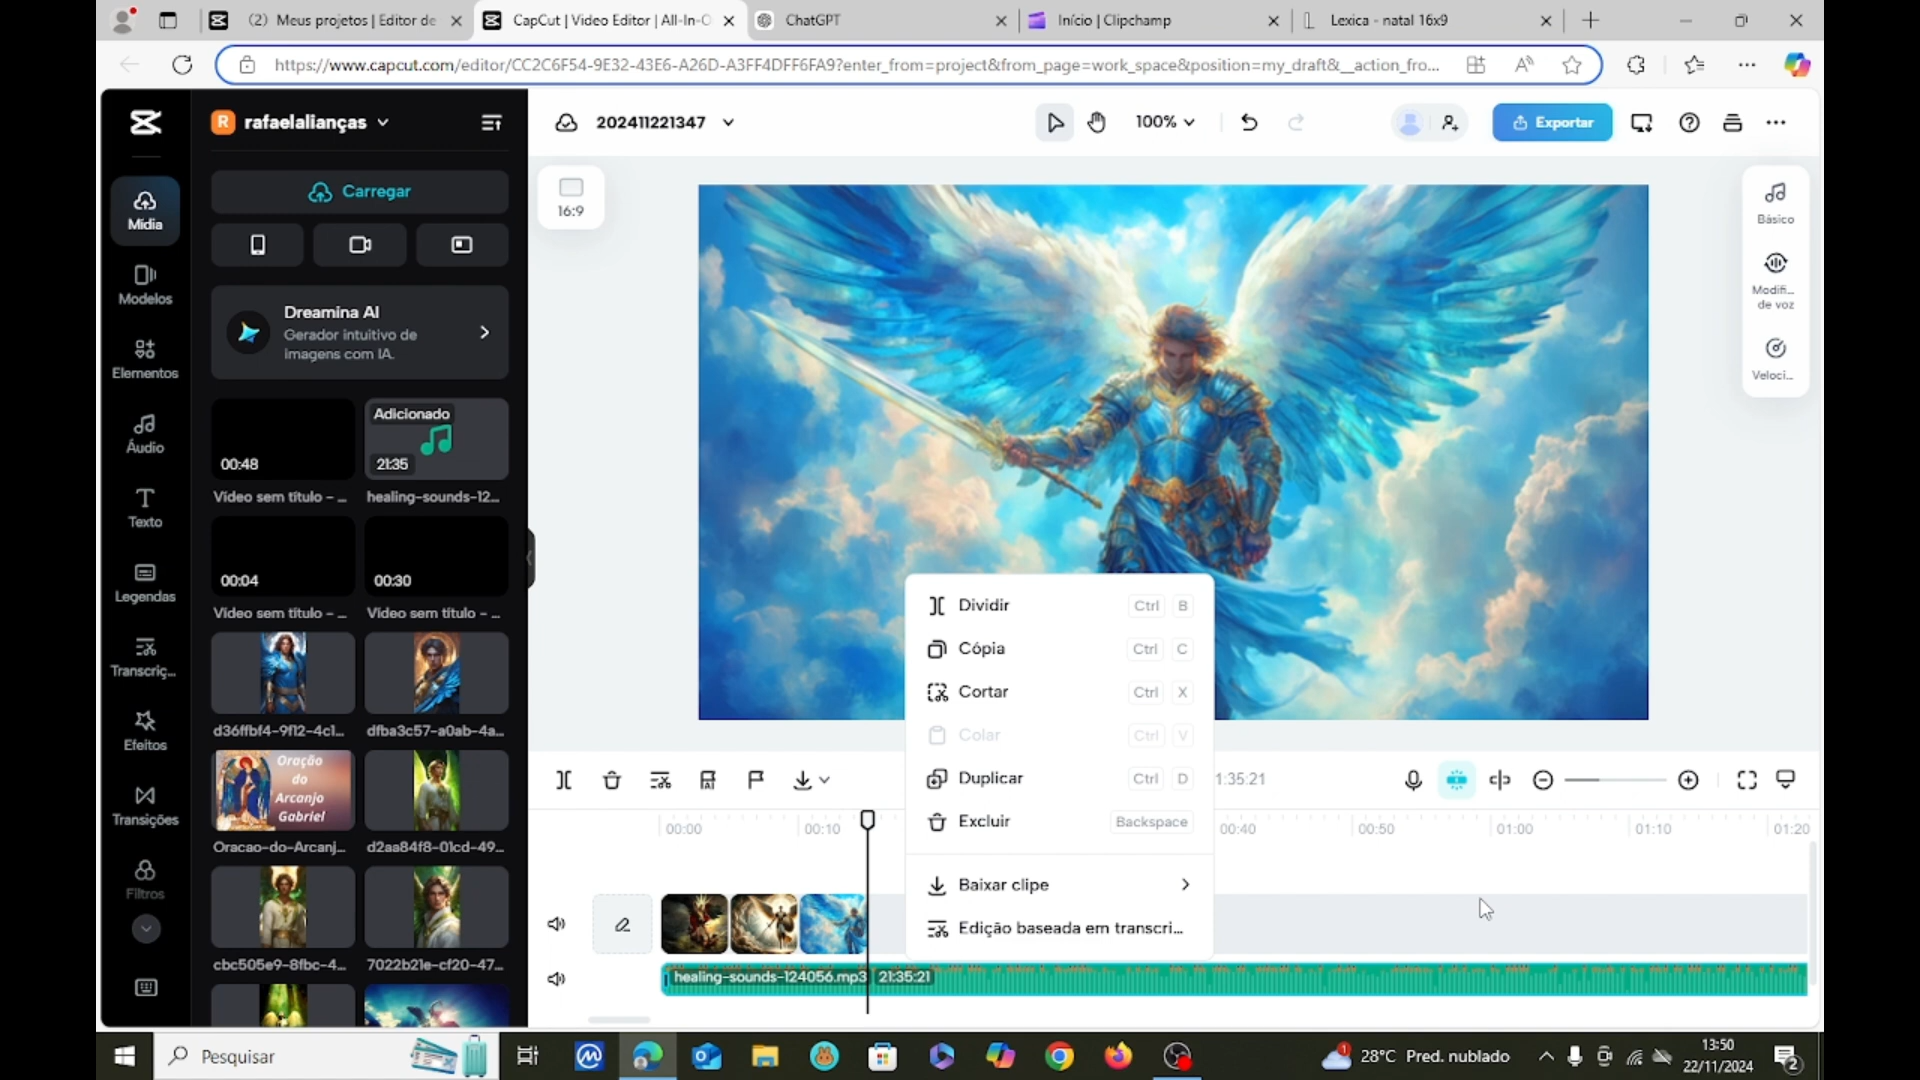 (2) Meus projetos | Editor de
CapCut | Video Editor | All-In-O
ChatGPT
Início | Clipchamp
Lexica - natal 16x9
https://www.capcut.com/editor/CC2C6F54-9E32-43E6-A26D-A3FF4DFF6FA9?enter_from=project&from_page=work_space&position=my_draft&__action_fro...
R rafaelalianças
202411221347
100%
Exportar
Mídia
Modelos
Elementos
Áudio
Texto
Legendas
Transcriç...
Efeitos
Transições
Filtros
Carregar
Dreamina AI
Gerador intuitivo de
imagens com IA.
00:48
Adicionado
21:35
Vídeo sem título – ...
healing-sounds-12...
00:04
00:30
Vídeo sem título – ...
Vídeo sem título – ...
d36ffbf4-9f12-4c1...
dfba3c57-a0ab-4a...
Oração
do
Arcanjo
Gabriel
Oracao-do-Arcanj...
d2aa84f8-01cd-49...
cbc505e9-8fbc-4...
7022b21e-cf20-47...
16:9
Básico
Modifi...
de voz
Veloci...
Dividir Ctrl B
Cópia Ctrl C
Cortar Ctrl X
Colar Ctrl V
Duplicar Ctrl D
Excluir Backspace
Baixar clipe
Edição baseada em transcri...
1:35:21
00:00 00:10 00:40 00:50 01:00 01:10 01:20
healing-sounds-124056.mp3 21:35:21
Pesquisar
28°C Pred. nublado
13:50
22/11/2024
2